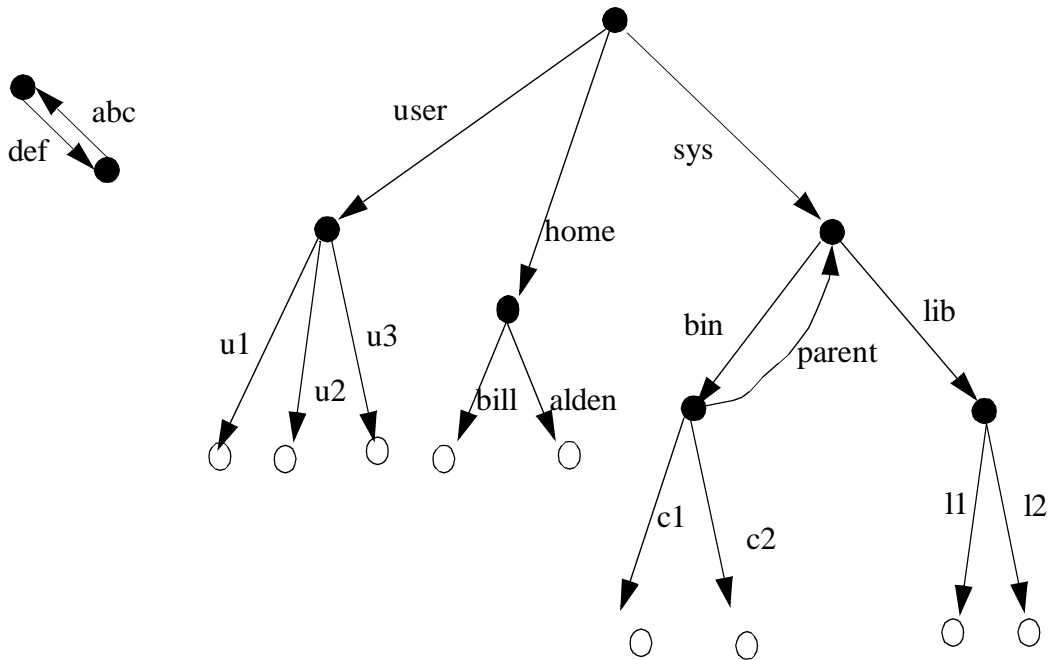 abc
def
user
sys
home
bin
lib
parent
u1
u2
u3
bill
alden
c1
c2
l1
l2